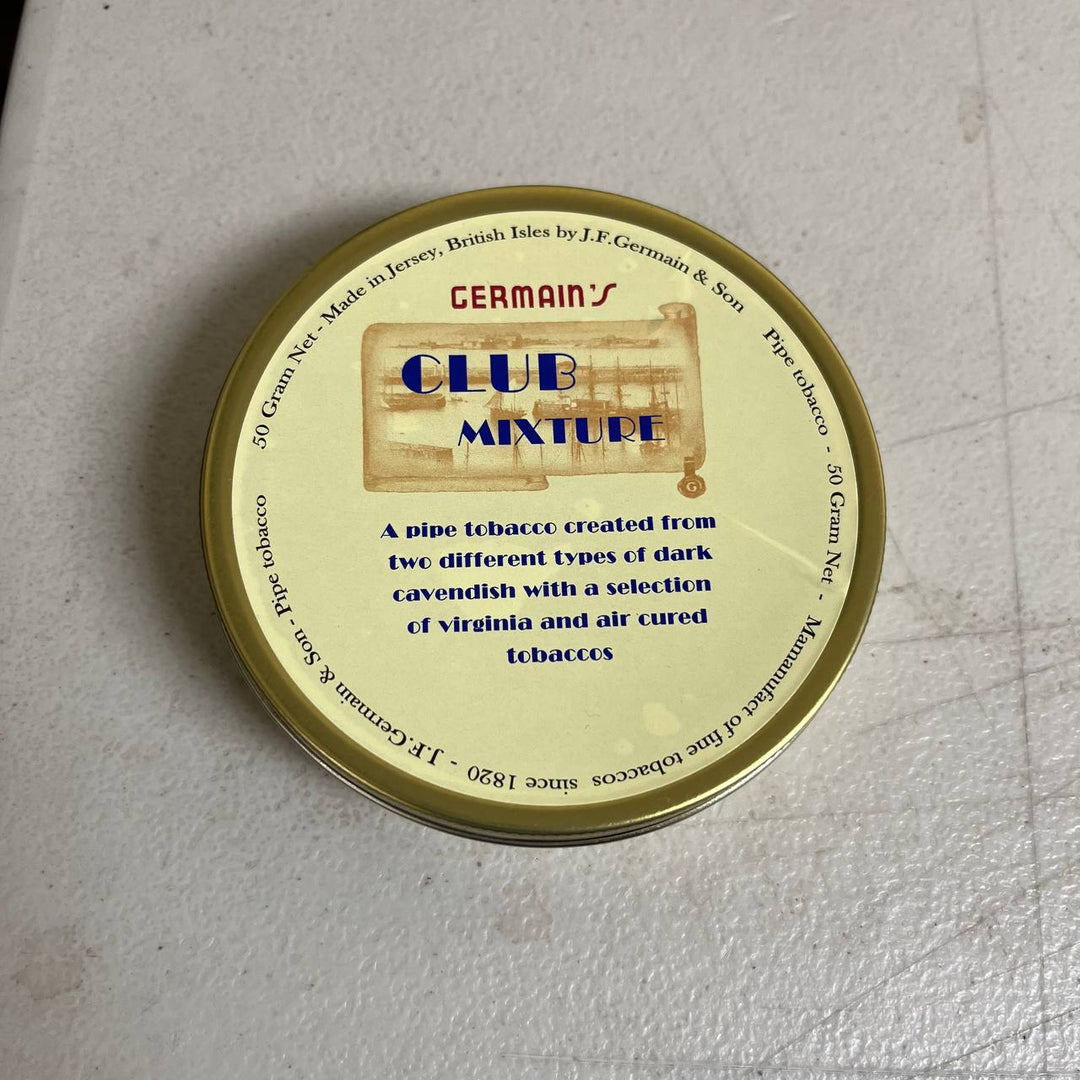 50 Gram Net - Made in Jersey, British Isles by J.F.Germain & Son
Pipe tobacco - 50 Gram Net - Mamanufact of fine tobaccos since 1820 - J.F.Germain & Son - Pipe tobacco
GERMAIN'S
CLUB
MIXTURE
G
A pipe tobacco created from
two different types of dark
cavendish with a selection
of virginia and air cured
tobaccos